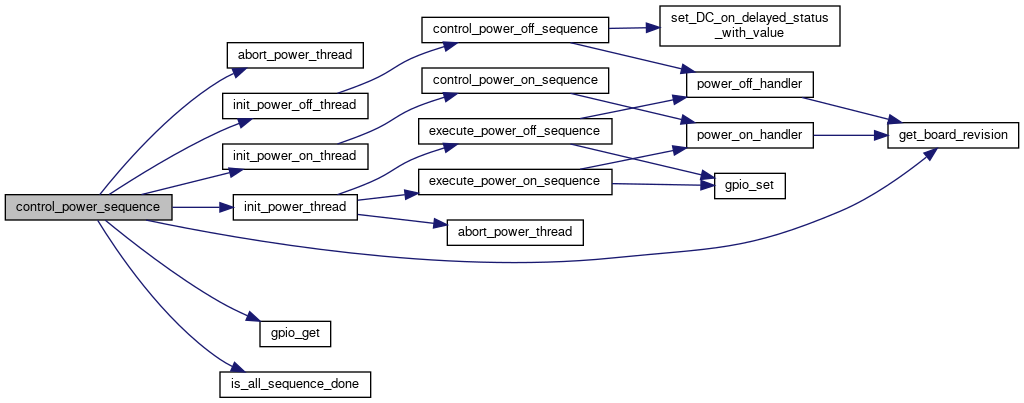 control_power_sequence
abort_power_thread
init_power_off_thread
init_power_on_thread
init_power_thread
gpio_get
is_all_sequence_done
control_power_off_sequence
control_power_on_sequence
execute_power_off_sequence
execute_power_on_sequence
abort_power_thread
set_DC_on_delayed_status
_with_value
power_off_handler
power_on_handler
gpio_set
get_board_revision